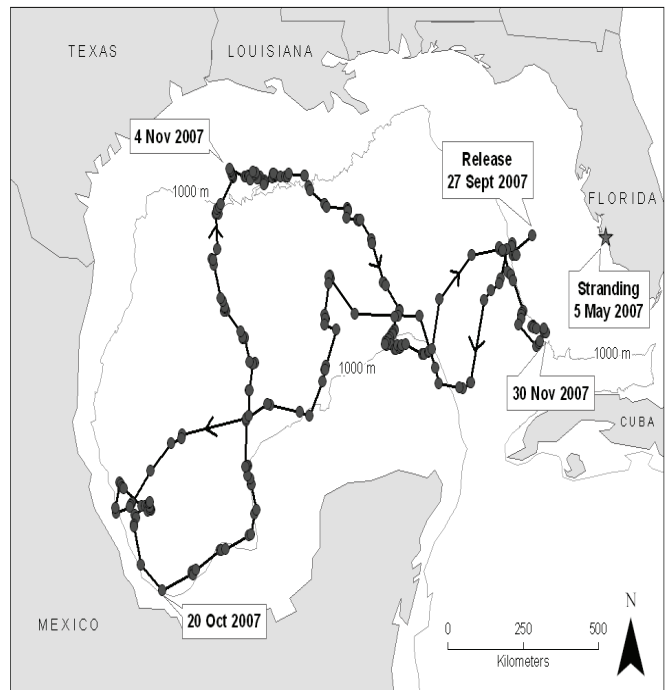 TEXAS
LOUISIANA
4 Nov 2007
Release
27 Sept 2007
1000 m
FLORIDA
Stranding
5 May 2007
1000 m
1000 m
30 Nov 2007
CUBA
20 Oct 2007
MEXICO
N
0 250 500
Kilometers